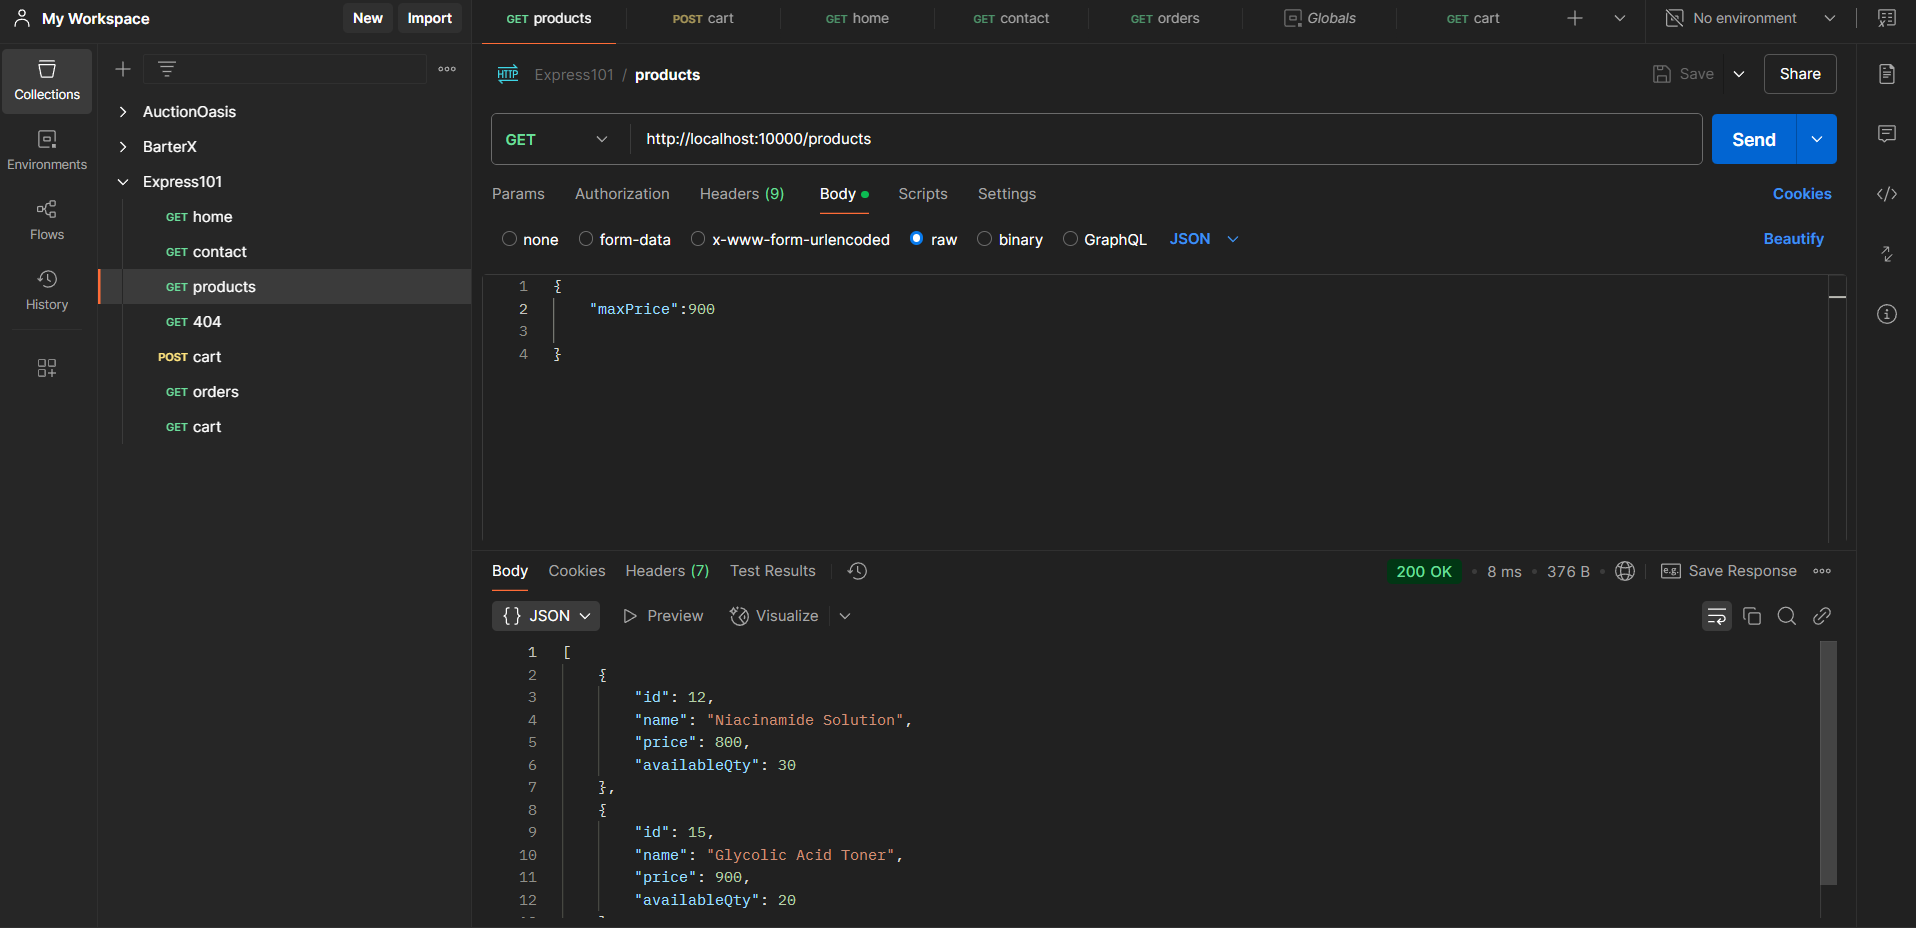 My Workspace
New
Import
GET products
POST cart
GET home
GET contact
GET orders
Globals
GET cart
No environment
Collections
Environments
Flows
History
AuctionOasis
BarterX
Express101
GET home
GET contact
GET products
GET 404
POST cart
GET orders
GET cart
HTTP
Express101 / products
Save
Share
GET
http://localhost:10000/products
Send
Params
Authorization
Headers (9)
Body
Scripts
Settings
Cookies
none
form-data
x-www-form-urlencoded
raw
binary
GraphQL
JSON
Beautify
1 {
2 "maxPrice":900
3
4 }
Body
Cookies
Headers (7)
Test Results
200 OK
8 ms
376 B
e.g.
Save Response
{} JSON
Preview
Visualize
1 [
2 {
3 "id": 12,
4 "name": "Niacinamide Solution",
5 "price": 800,
6 "availableQty": 30
7 },
8 {
9 "id": 15,
10 "name": "Glycolic Acid Toner",
11 "price": 900,
12 "availableQty": 20